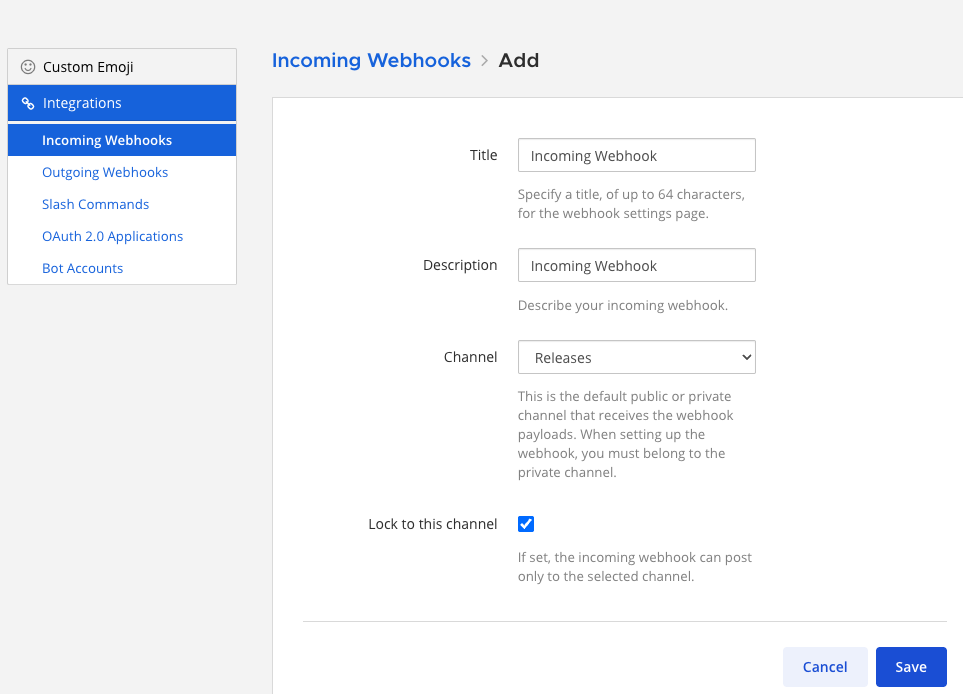 Custom Emoji
Integrations
Incoming Webhooks
Outgoing Webhooks
Slash Commands
OAuth 2.0 Applications
Bot Accounts
Incoming Webhooks > Add
Title
Incoming Webhook
Specify a title, of up to 64 characters,
for the webhook settings page.
Description
Incoming Webhook
Describe your incoming webhook.
Channel
Releases
This is the default public or private
channel that receives the webhook
payloads. When setting up the
webhook, you must belong to the
private channel.
Lock to this channel
If set, the incoming webhook can post
only to the selected channel.
Cancel
Save